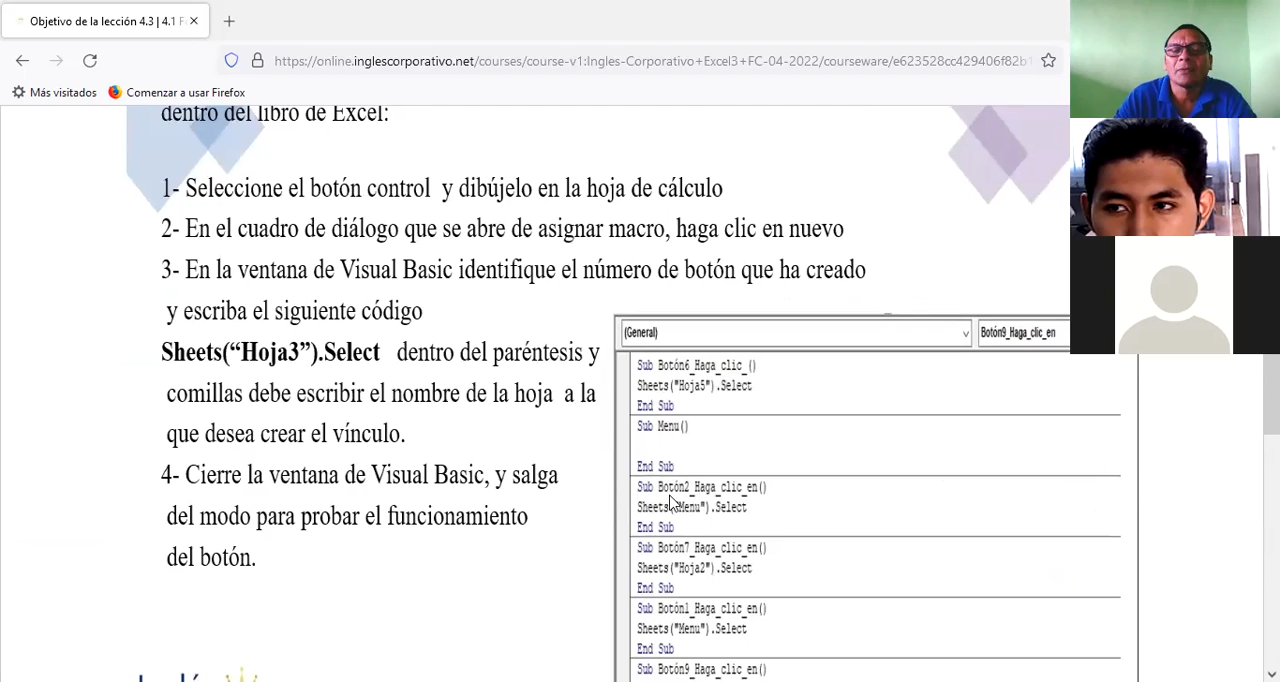 Objetivo de la lección 4.3 | 4.1 F
https://online.inglescorporativo.net/courses/course-v1:Ingles-Corporativo+Excel3+FC-04-2022/courseware/e623528cc429406f82b1
Más visitados Comenzar a usar Firefox
dentro del libro de Excel:
1- Seleccione el botón control y dibújelo en la hoja de cálculo
2- En el cuadro de diálogo que se abre de asignar macro, haga clic en nuevo
3- En la ventana de Visual Basic identifique el número de botón que ha creado
y escriba el siguiente código
Sheets(“Hoja3”).Select dentro del paréntesis y
comillas debe escribir el nombre de la hoja a la
que desea crear el vínculo.
4- Cierre la ventana de Visual Basic, y salga
del modo para probar el funcionamiento
del botón.
(General) Botón9_Haga_clic_en
Sub Botón6_Haga_clic_()
Sheets("Hoja5").Select
End Sub
Sub Menu()
End Sub
Sub Botón2_Haga_clic_en()
Sheets("Menu").Select
End Sub
Sub Botón7_Haga_clic_en()
Sheets("Hoja2").Select
End Sub
Sub Botón1_Haga_clic_en()
Sheets("Menu").Select
End Sub
Sub Botón9_Haga_clic_en()